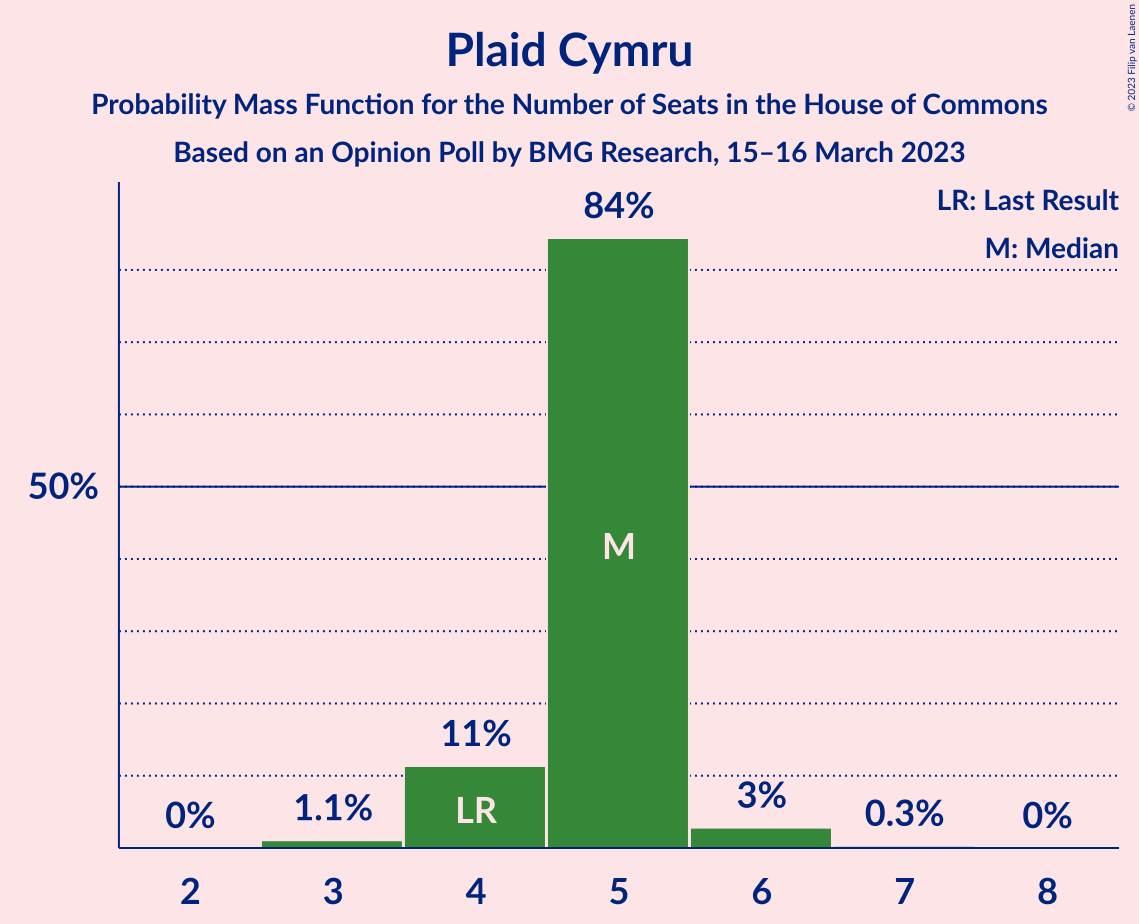 Plaid Cymru
Probability Mass Function for the Number of Seats in the House of Commons
Based on an Opinion Poll by BMG Research, 15–16 March 2023
© 2023 Filip van Laenen
LR: Last Result
M: Median
84%
50%
M
11%
LR
0%
1.1%
3%
0.3%
0%
2 3 4 5 6 7 8